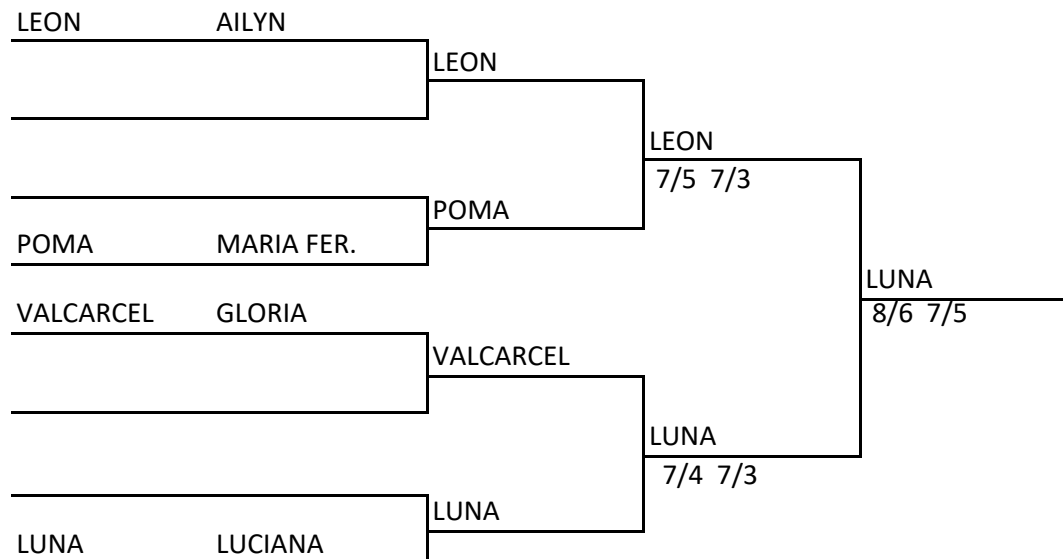 LEON AILYN
LEON
LEON
7/5 7/3
POMA
POMA MARIA FER.
LUNA
8/6 7/5
VALCARCEL GLORIA
VALCARCEL
LUNA
7/4 7/3
LUNA
LUNA LUCIANA